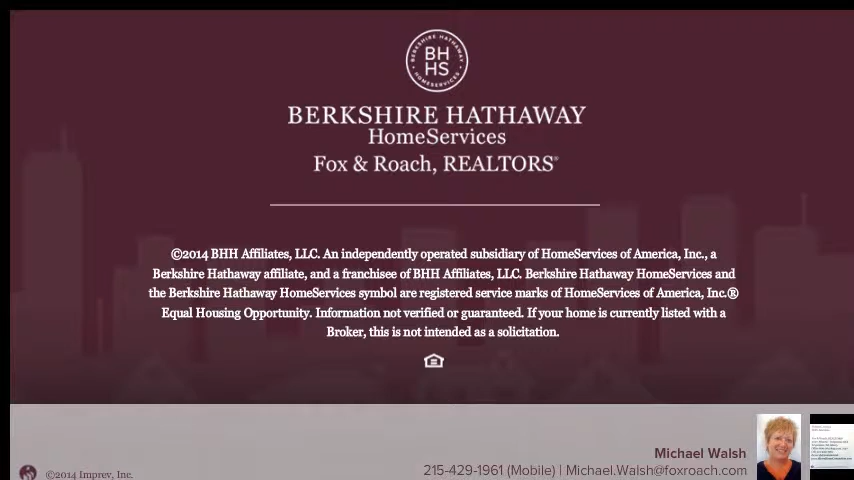 BERKSHIRE HATHAWAY
HOMESERVICES
BH
HS
BERKSHIRE HATHAWAY
HomeServices
Fox & Roach, REALTORS®
©2014 BHH Affiliates, LLC. An independently operated subsidiary of HomeServices of America, Inc., a
Berkshire Hathaway affiliate, and a franchisee of BHH Affiliates, LLC. Berkshire Hathaway HomeServices and
the Berkshire Hathaway HomeServices symbol are registered service marks of HomeServices of America, Inc.®
Equal Housing Opportunity. Information not verified or guaranteed. If your home is currently listed with a
Broker, this is not intended as a solicitation.
Michael Walsh
215-429-1961 (Mobile) | Michael.Walsh@foxroach.com
©2014 Imprev, Inc.